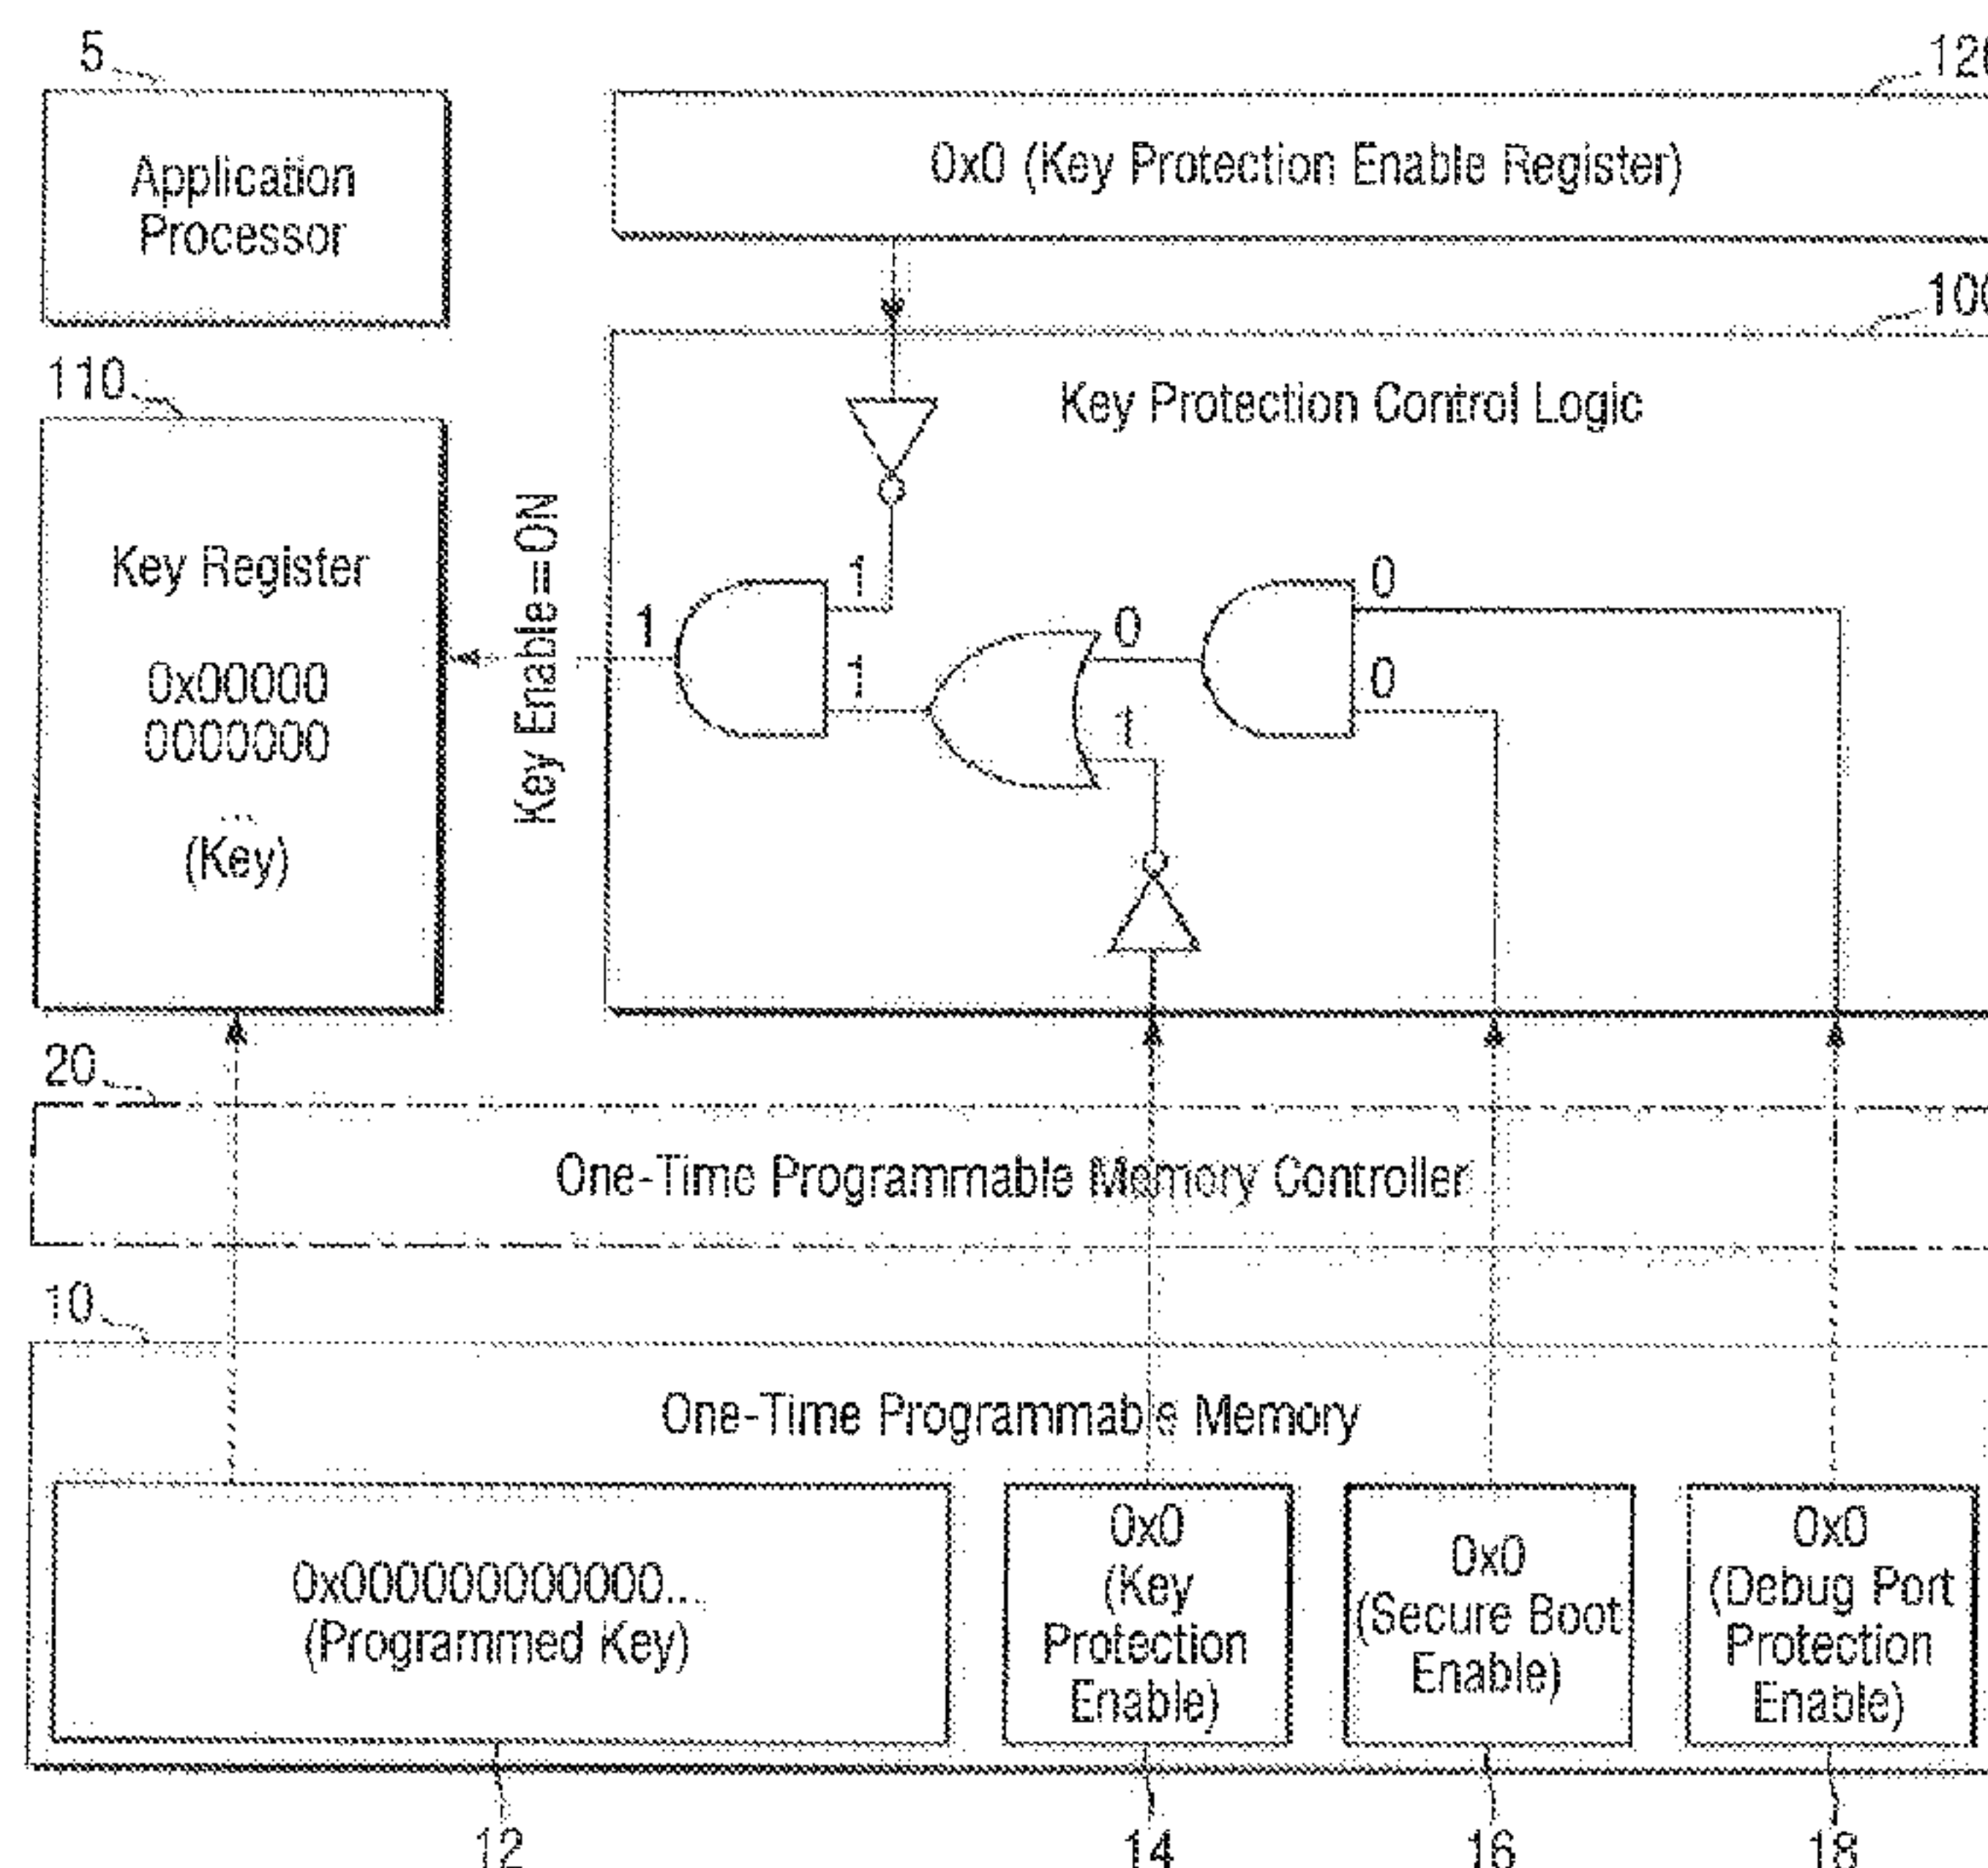 5
120
Application
Processor
0x0 (Key Protection Enable Register)
110
100
Key Protection Control Logic
Key Register
0x00000
0000000
...
(Key)
Key Enable=ON
1
1
1
0
1
0
0
20
One-Time Programmable Memory Controller
10
One-Time Programmable Memory
0x0000000000000...
(Programmed Key)
0x0
(Key
Protection
Enable)
0x0
(Secure Boot
Enable)
0x0
(Debug Port
Protection
Enable)
12
14
16
18